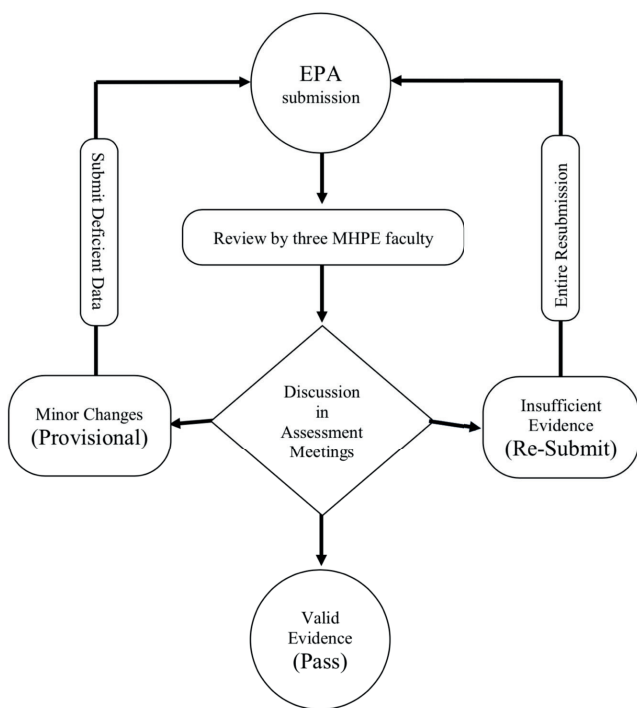 EPA
submission
Submit Deficient Data
Entire Resubmission
Review by three MHPE faculty
Discussion
in
Assessment
Meetings
Minor Changes
(Provisional)
Insufficient
Evidence
(Re-Submit)
Valid
Evidence
(Pass)